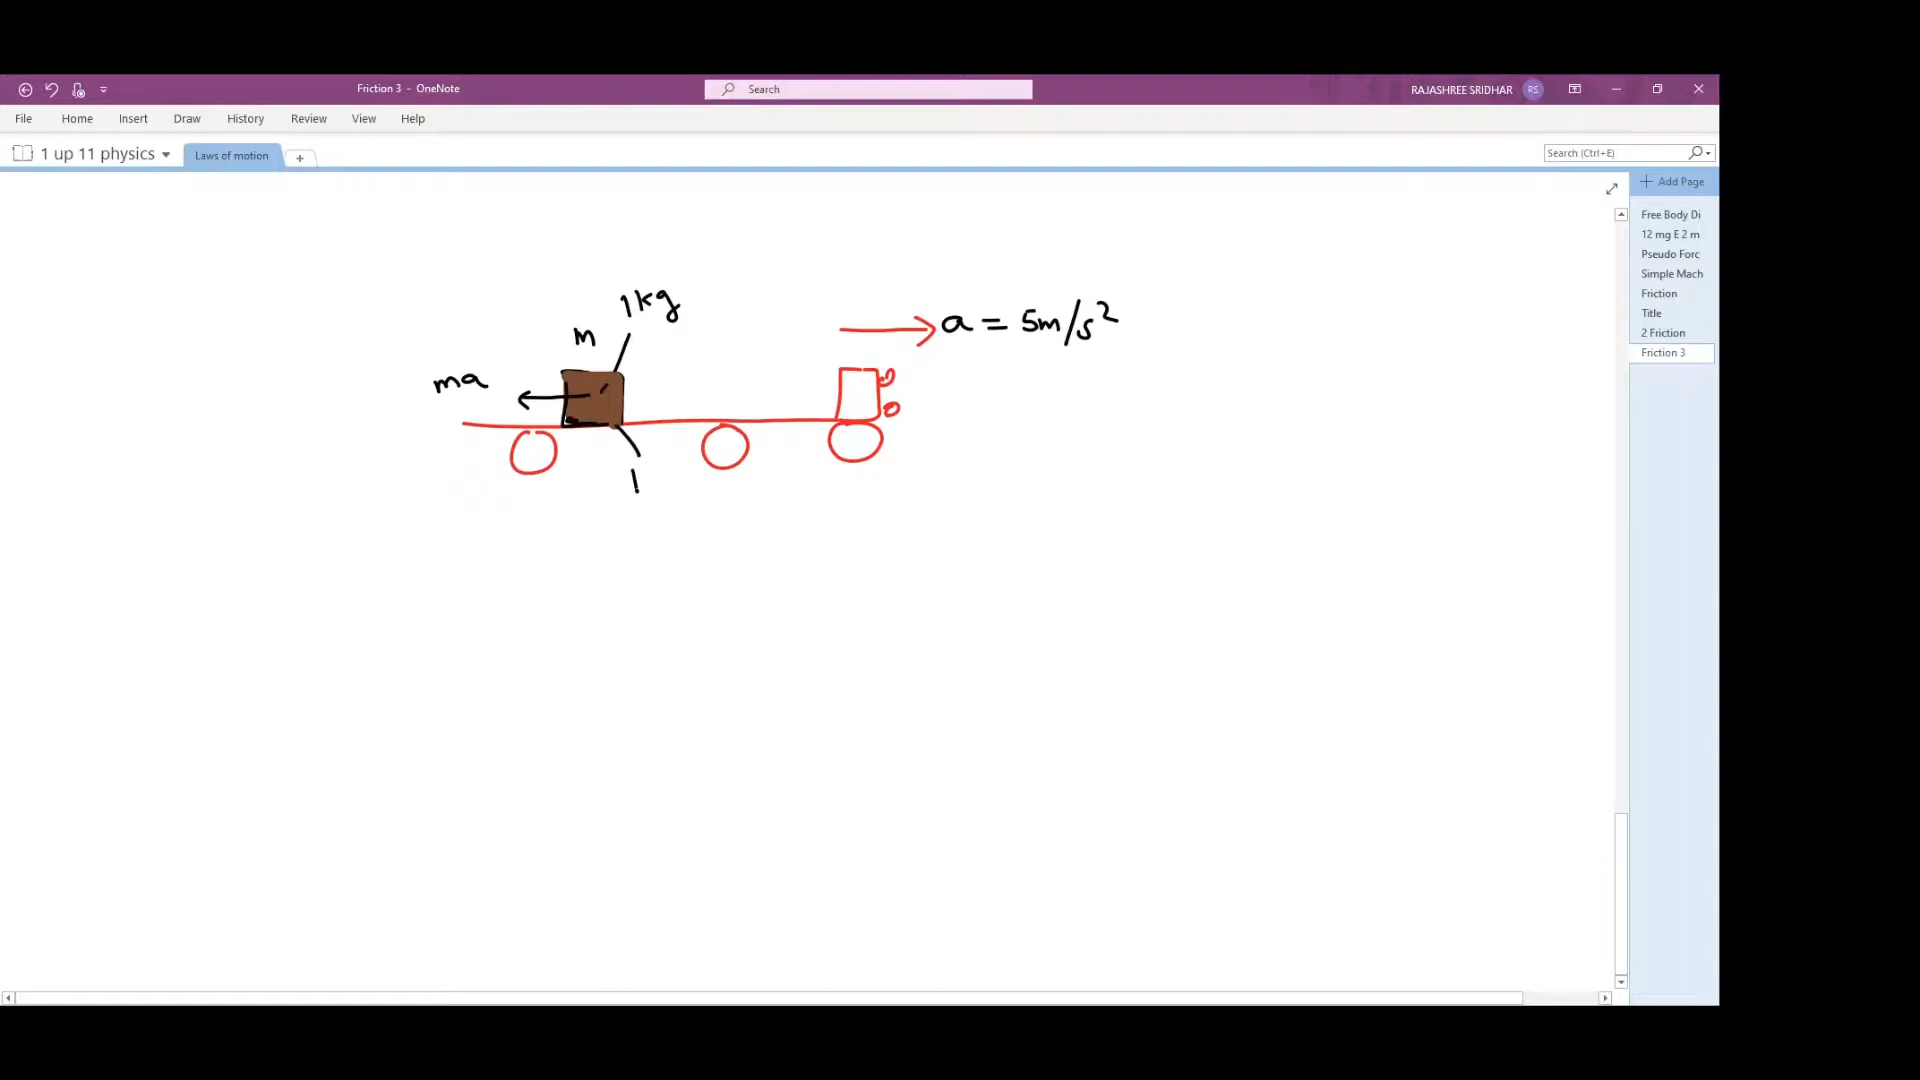 Friction 3 - OneNote
Search
RAJASHREE SRIDHAR
RS
File Home Insert Draw History Review View Help
1 up 11 physics
Laws of motion
Search (Ctrl+E)
Add Page
Free Body Di
12 mg E 2 m
Pseudo Forc
Simple Mach
Friction
Title
2 Friction
Friction 3
1kg
m
a = 5m/s²
ma